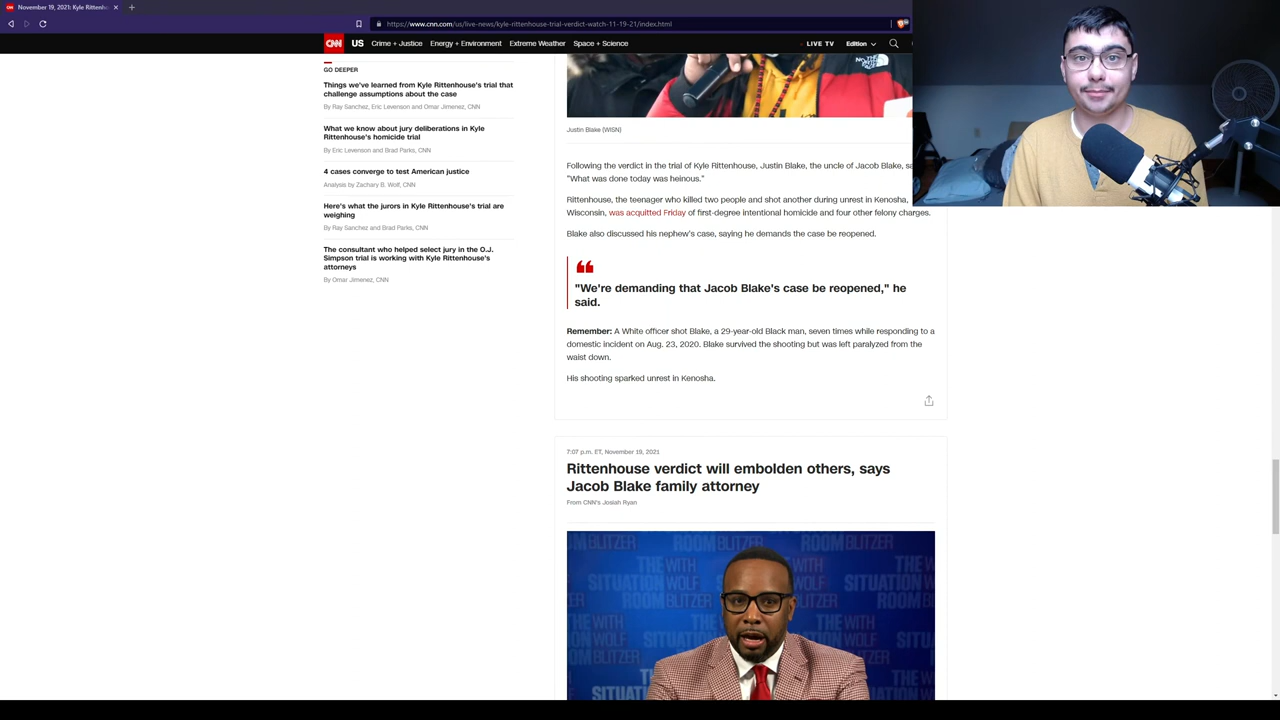 November 19, 2021: Kyle Rittenh
https://www.cnn.com/us/live-news/kyle-rittenhouse-trial-verdict-watch-11-19-21/index.html
CNN US Crime + Justice Energy + Environment Extreme Weather Space + Science LIVE TV Edition
GO DEEPER
Things we've learned from Kyle Rittenhouse's trial that
challenge assumptions about the case
By Ray Sanchez, Eric Levenson and Omar Jimenez, CNN
What we know about jury deliberations in Kyle
Rittenhouse's homicide trial
By Eric Levenson and Brad Parks, CNN
4 cases converge to test American justice
Analysis by Zachary B. Wolf, CNN
Here's what the jurors in Kyle Rittenhouse's trial are
weighing
By Ray Sanchez and Brad Parks, CNN
The consultant who helped select jury in the O.J.
Simpson trial is working with Kyle Rittenhouse's
attorneys
By Omar Jimenez, CNN
Justin Blake (WISN)
Following the verdict in the trial of Kyle Rittenhouse, Justin Blake, the uncle of Jacob Blake,
"What was done today was heinous."
Rittenhouse, the teenager who killed two people and shot another during unrest in Kenosha,
Wisconsin, was acquitted Friday of first-degree intentional homicide and four other felony charges.
Blake also discussed his nephew's case, saying he demands the case be reopened.
"We're demanding that Jacob Blake's case be reopened," he
said.
Remember: A White officer shot Blake, a 29-year-old Black man, seven times while responding to a
domestic incident on Aug. 23, 2020. Blake survived the shooting but was left paralyzed from the
waist down.
His shooting sparked unrest in Kenosha.
7:07 p.m. ET, November 19, 2021
Rittenhouse verdict will embolden others, says
Jacob Blake family attorney
From CNN's Josiah Ryan
ROOM BLITZER
THE WITH
SITUATION WOLF
ROOM BLITZER
THE WITH
SITUATION